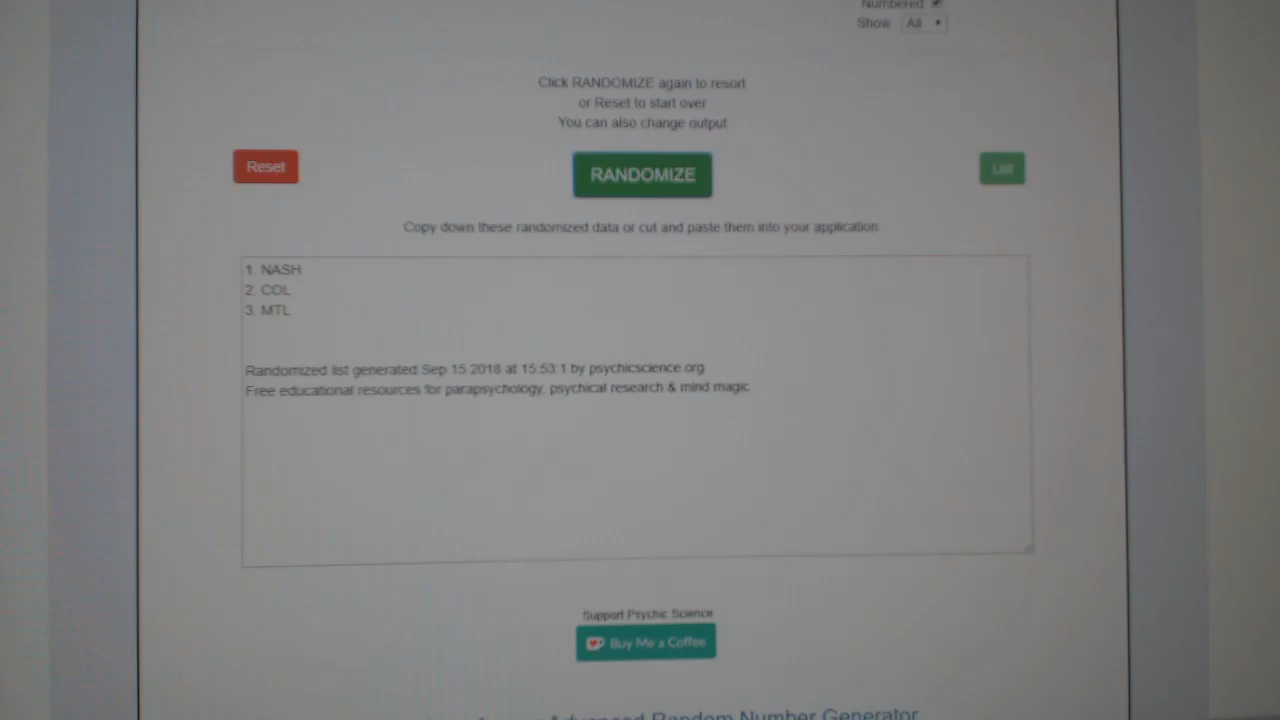 Numbered
Show All
Click RANDOMIZE again to resort
or Reset to start over
You can also change output
Reset
RANDOMIZE
List
Copy down these randomized data or cut and paste them into your application
1. NASH
2. COL
3. MTL
Randomized list generated Sep 15 2018 at 15:53:1 by psychicscience.org
Free educational resources for parapsychology, psychical research & mind magic.
Support Psychic Science
Buy Me a Coffee
Advanced Random Number Generator